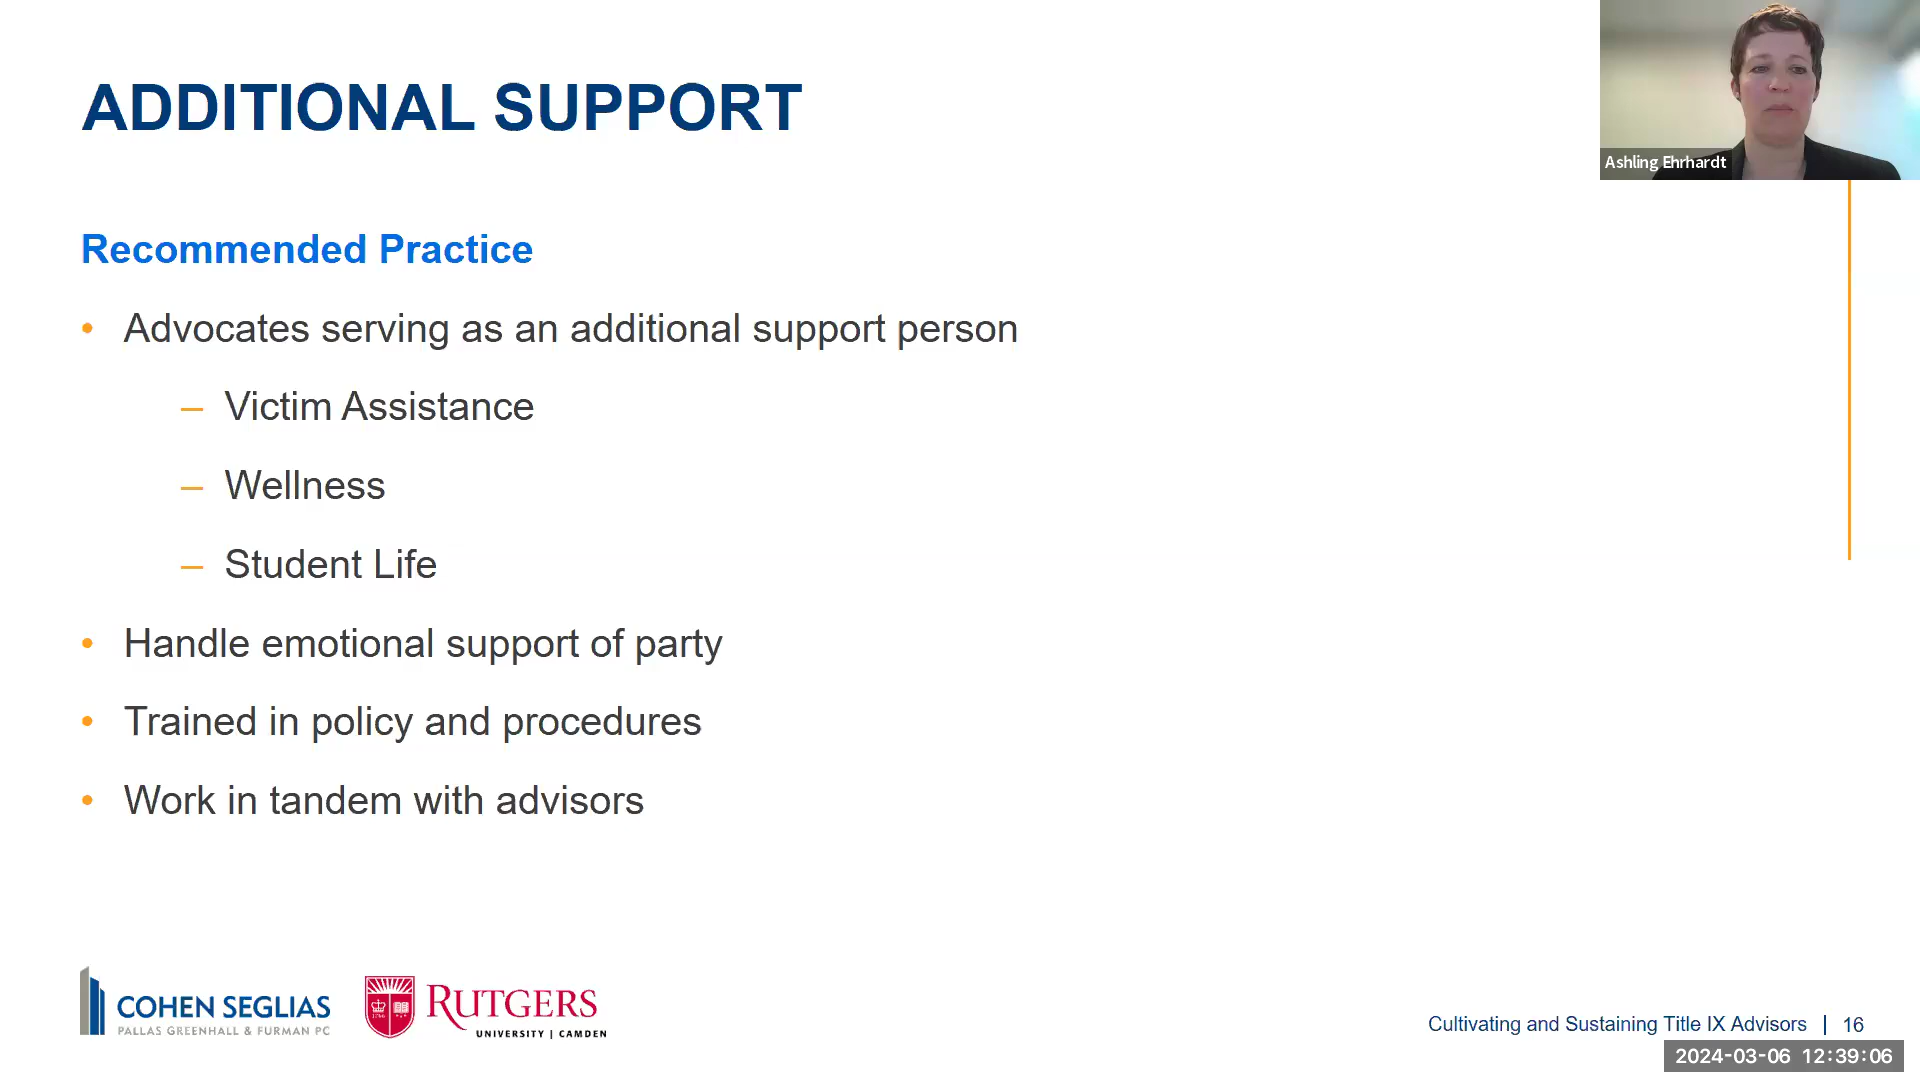 ADDITIONAL SUPPORT
Ashling Ehrhardt
Recommended Practice
• Advocates serving as an additional support person
– Victim Assistance
– Wellness
– Student Life
• Handle emotional support of party
• Trained in policy and procedures
• Work in tandem with advisors
COHEN SEGLIAS
PALLAS GREENHALL & FURMAN PC
1766
RUTGERS
UNIVERSITY | CAMDEN
Cultivating and Sustaining Title IX Advisors | 16
2024-03-06 12:39:06